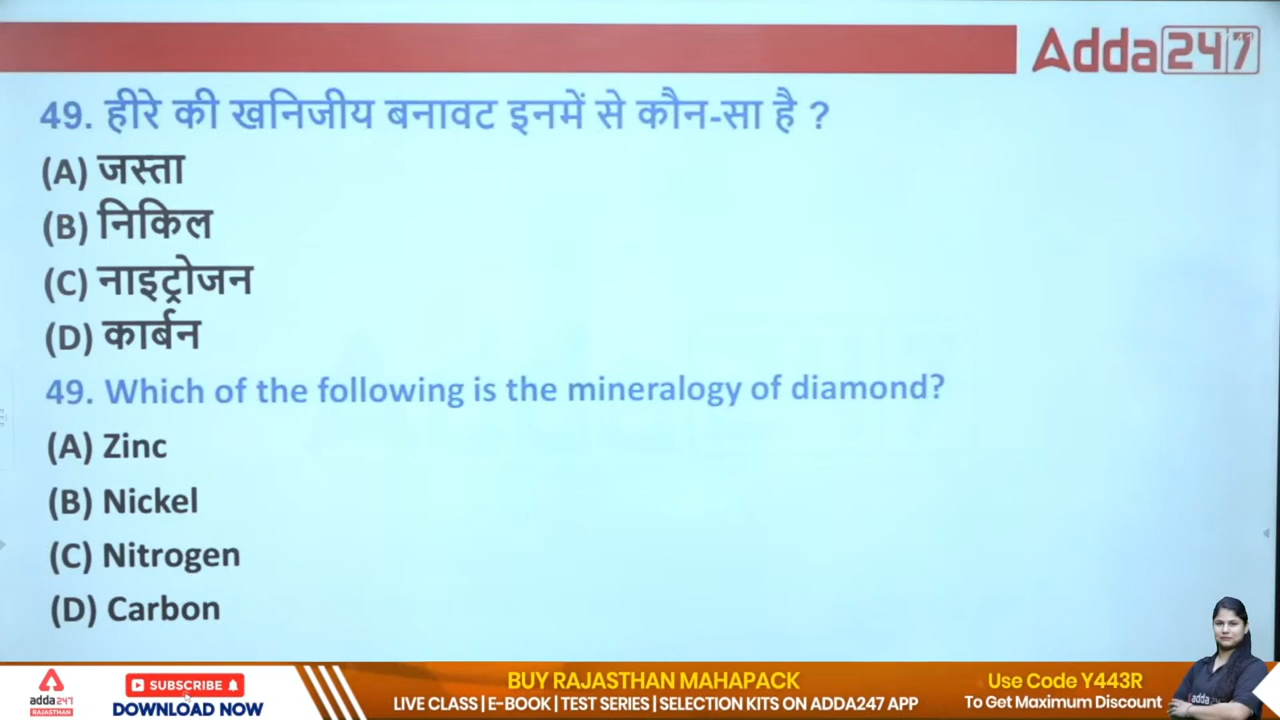 Adda247
49. हीरे की खनिजीय बनावट इनमें से कौन-सा है ?
(A) जस्ता
(B) निकिल
(C) नाइट्रोजन
(D) कार्बन
49. Which of the following is the mineralogy of diamond?
(A) Zinc
(B) Nickel
(C) Nitrogen
(D) Carbon
adda247
RAJASTHAN
SUBSCRIBE
DOWNLOAD NOW
BUY RAJASTHAN MAHAPACK
LIVE CLASS | E-BOOK | TEST SERIES | SELECTION KITS ON ADDA247 APP
Use Code Y443R
To Get Maximum Discount
adda